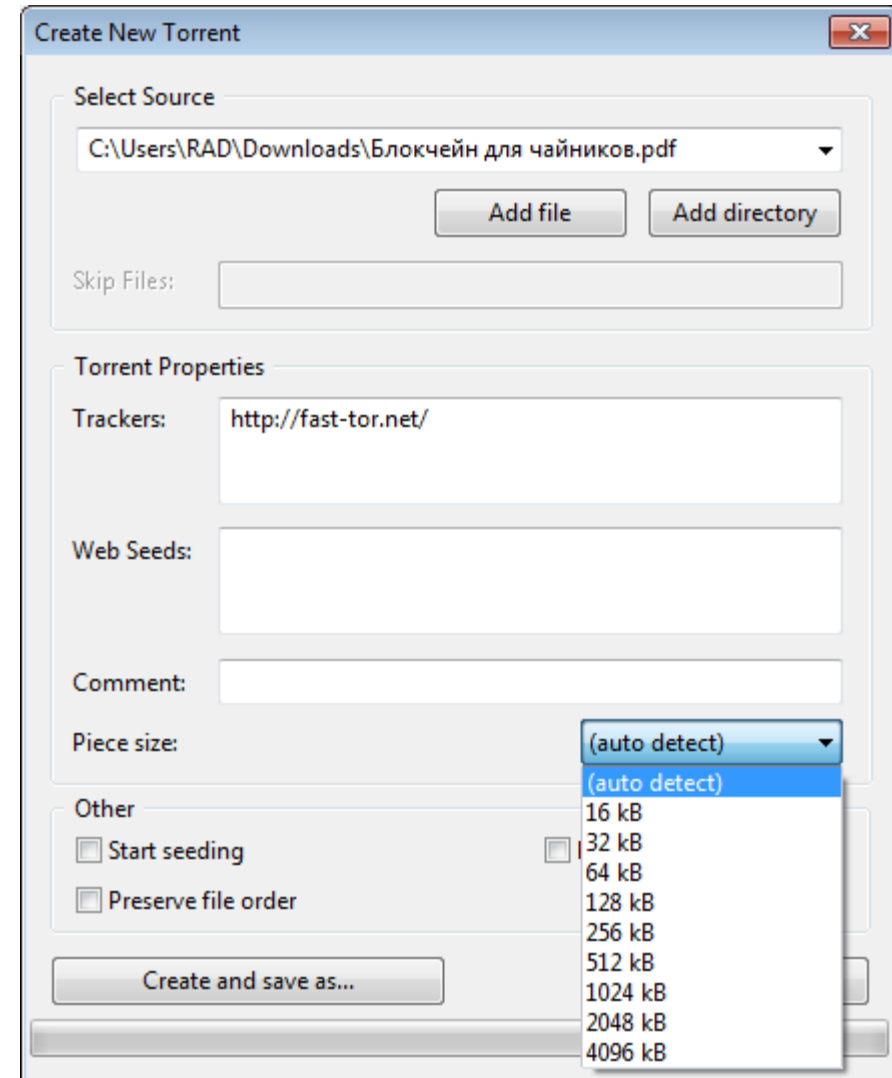 Create New Torrent
Select Source
C:\Users\RAD\Downloads\Блокчейн для чайников.pdf
Add file
Add directory
Skip Files:
Torrent Properties
Trackers:
http://fast-tor.net/
Web Seeds:
Comment:
Piece size:
(auto detect)
(auto detect)
Other
16 kB
Start seeding
32 kB
64 kB
Preserve file order
128 kB
256 kB
512 kB
Create and save as...
1024 kB
2048 kB
4096 kB